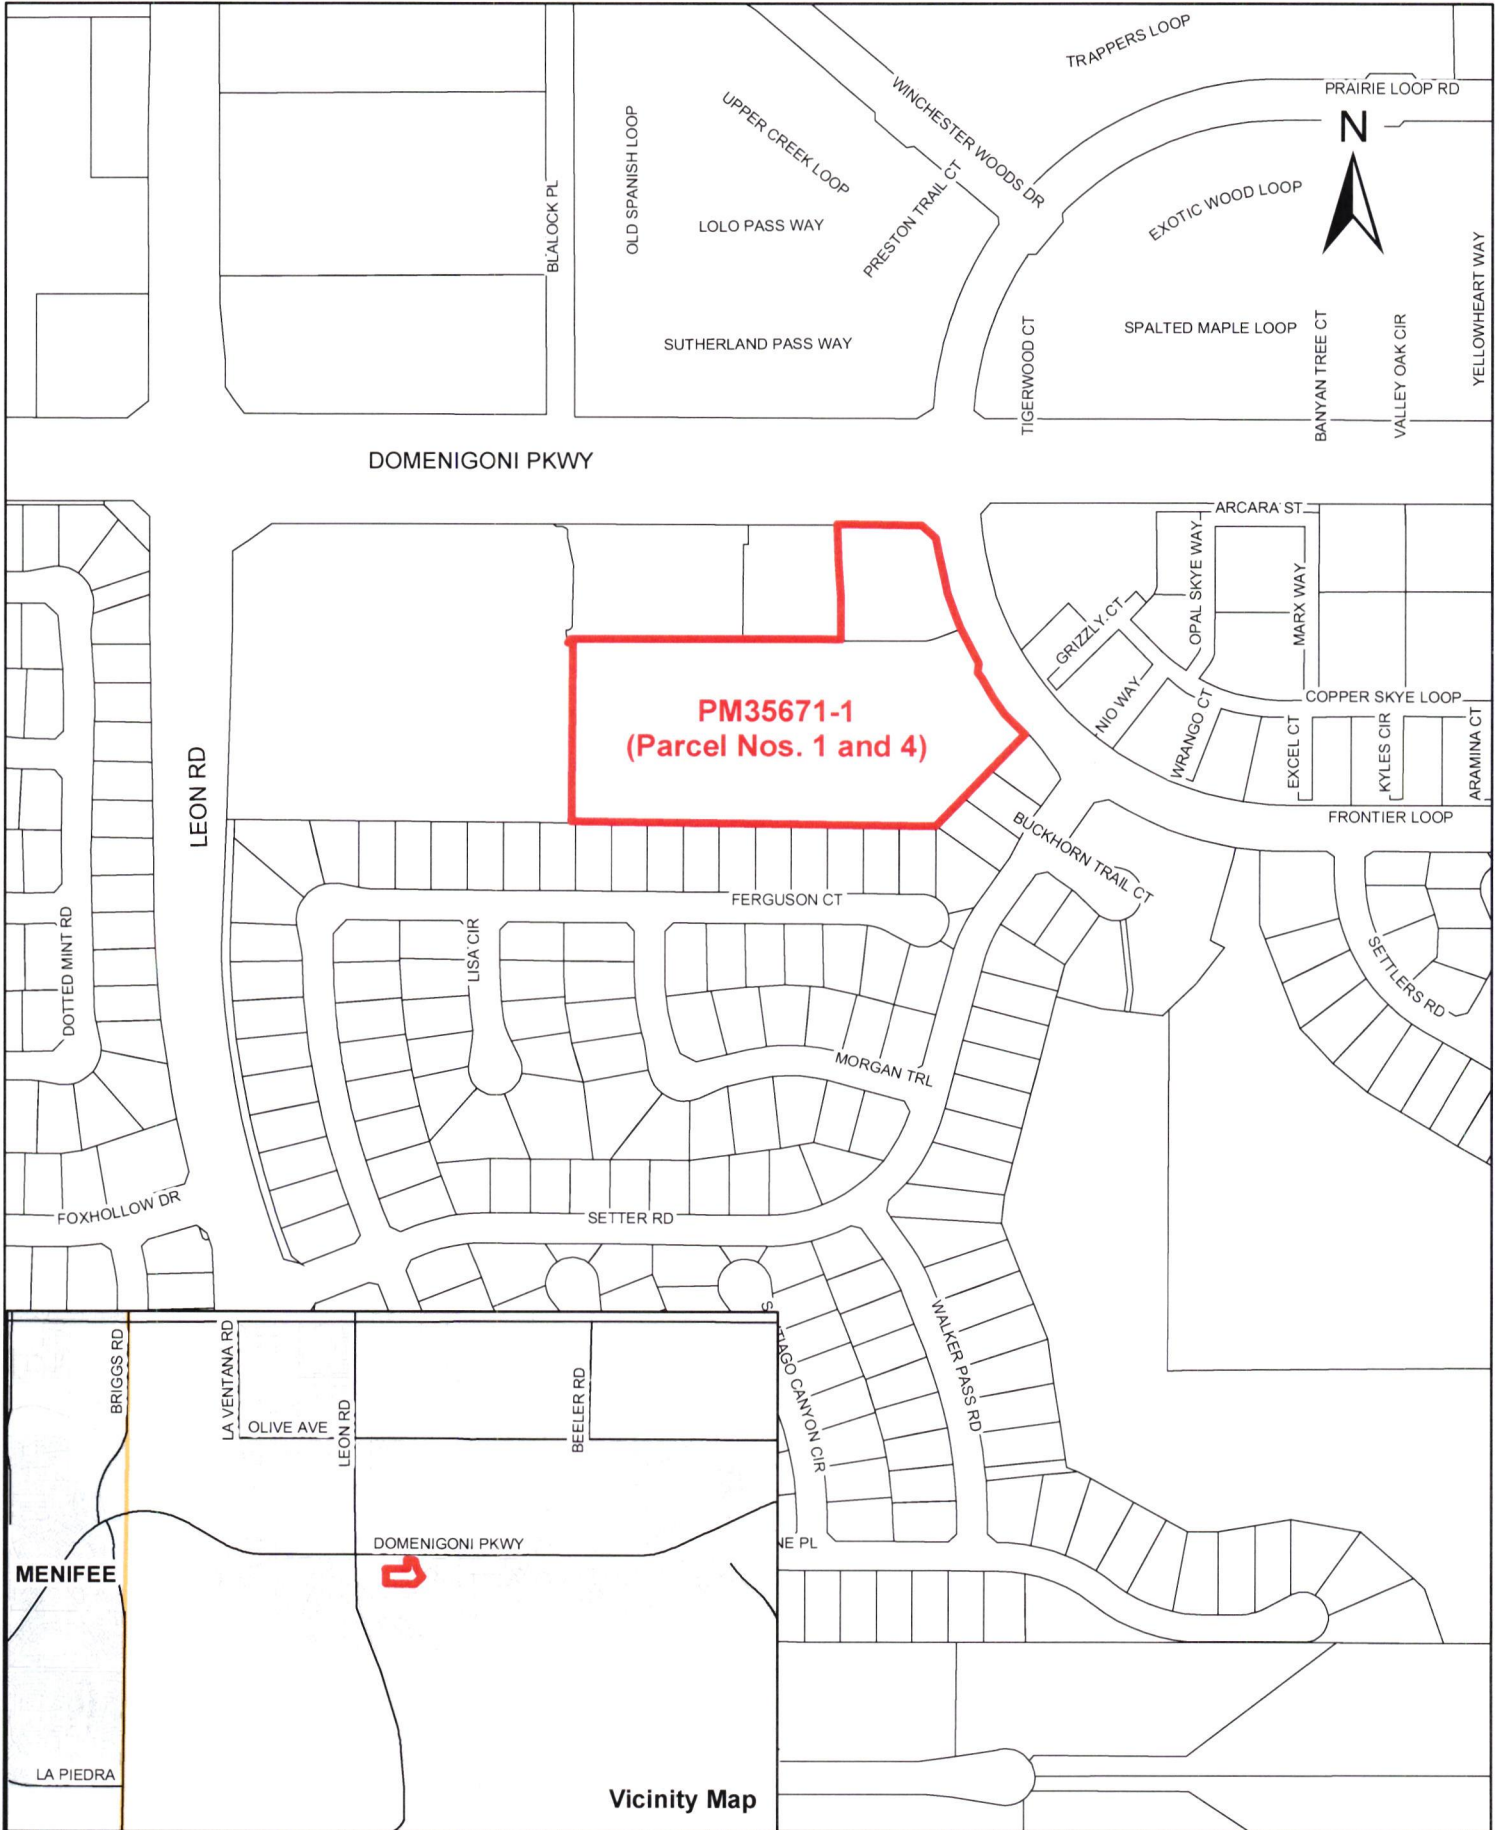 TRAPPERS LOOP
PRAIRIE LOOP RD
WINCHESTER WOODS DR
N
UPPER CREEK LOOP
OLD SPANISH LOOP
BLALOCK PL
LOLO PASS WAY
PRESTON TRAIL CT
EXOTIC WOOD LOOP
YELLOWHEART WAY
SUTHERLAND PASS WAY
TIGERWOOD CT
SPALTED MAPLE LOOP
BANYAN TREE CT
VALLEY OAK CIR
DOMENIGONI PKWY
ARCARA ST
OPAL SKYE WAY
MARX WAY
GRIZZLY CT
NIO WAY
WRANGO CT
COPPER SKYE LOOP
EXCEL CT
KYLES CIR
ARAMINA CT
PM35671-1
(Parcel Nos. 1 and 4)
LEON RD
FRONTIER LOOP
BUCKHORN TRAIL CT
FERGUSON CT
LISA CIR
DOTTED MINT RD
SETTLERS RD
MORGAN TRL
FOXHOLLOW DR
SETTER RD
WALKER PASS RD
TIAGO CANYON CIR
NE PL
BRIGGS RD
LA VENTANA RD
OLIVE AVE
LEON RD
BEELER RD
DOMENIGONI PKWY
MENIFEE
LA PIEDRA
Vicinity Map